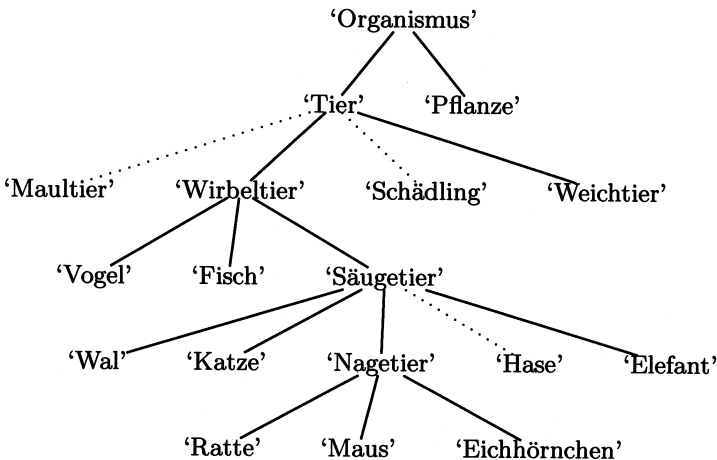 ‘Organismus’
‘Tier’ ‘Pflanze’
‘Maultier’ ‘Wirbeltier’ ‘Schädling’ ‘Weichtier’
‘Vogel’ ‘Fisch’ ‘Säugetier’
‘Wal’ ‘Katze’ ‘Nagetier’ ‘Hase’ ‘Elefant’
‘Ratte’ ‘Maus’ ‘Eichhörnchen’